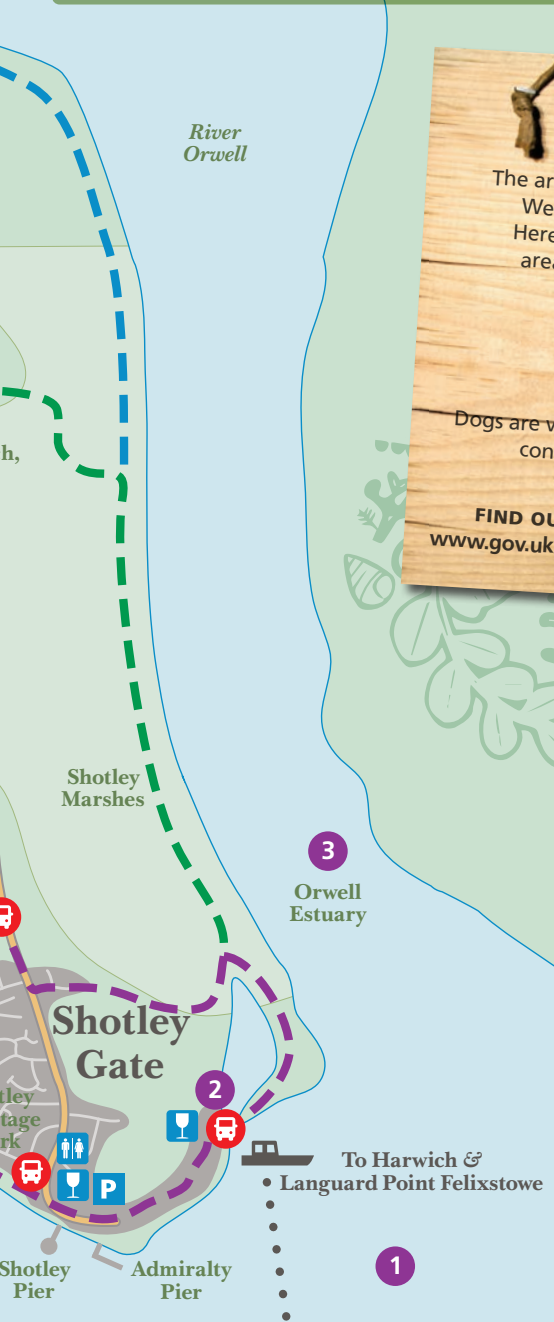 River
Orwell
The ar
We
Here
area
Dogs are w
con
FIND OU
www.gov.uk
h,
Shotley
Marshes
3
Orwell
Estuary
Shotley
Gate
2
tley
tage
rk
P
To Harwich &
Languard Point Felixstowe
Shotley
Pier
Admiralty
Pier
1